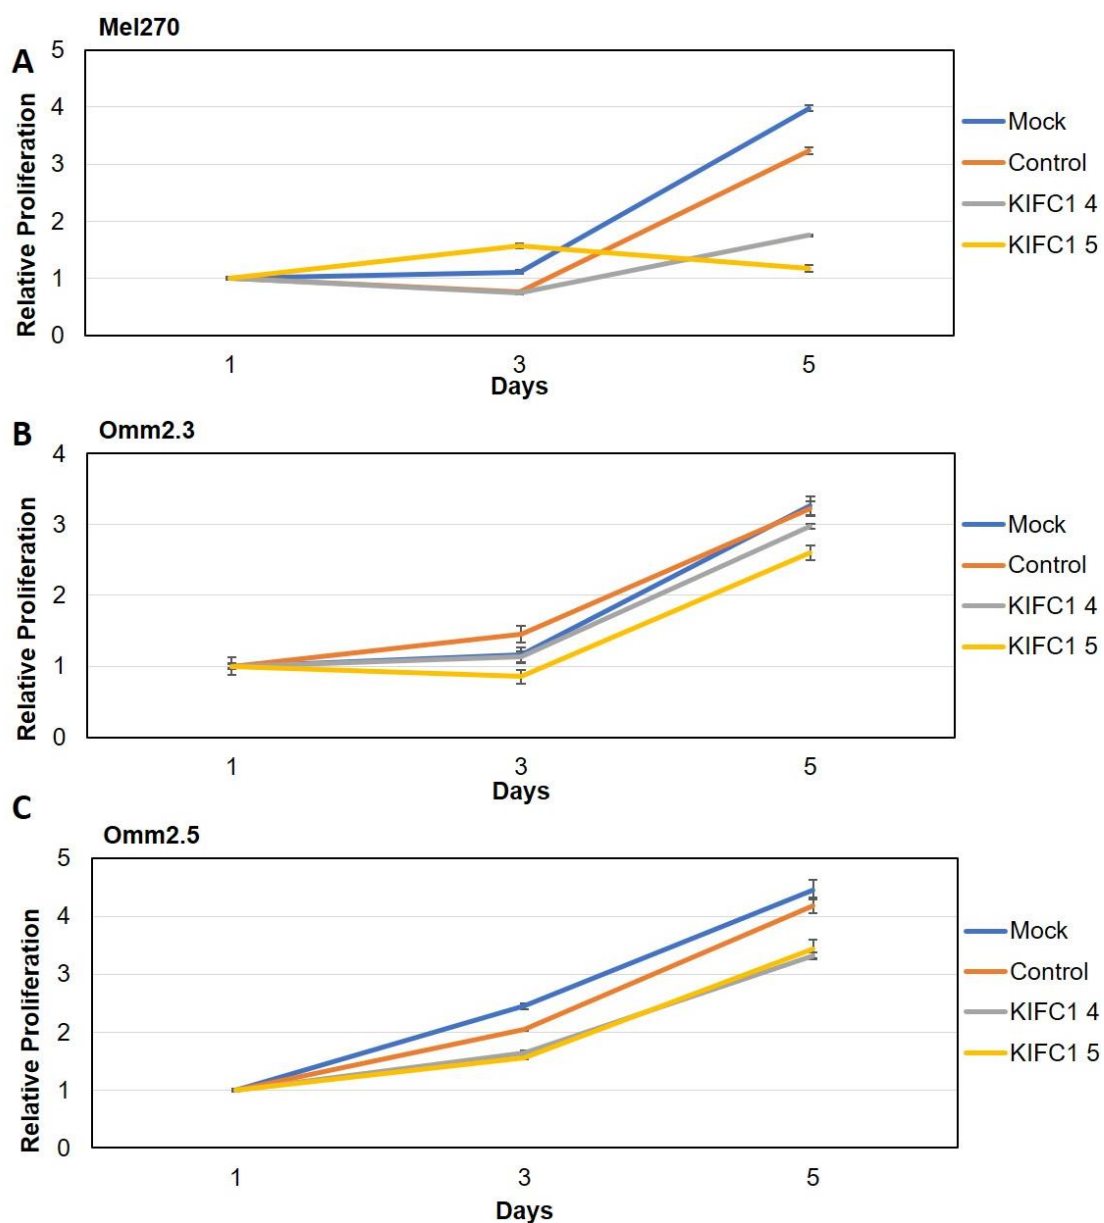 A
Mel270
Relative Proliferation
5
4
3
2
1
0
1 3 5
Days
Mock
Control
KIFC1 4
KIFC1 5
B
Omm2.3
Relative Proliferation
4
3
2
1
0
1 3 5
Days
Mock
Control
KIFC1 4
KIFC1 5
C
Omm2.5
Relative Proliferation
5
4
3
2
1
0
1 3 5
Days
Mock
Control
KIFC1 4
KIFC1 5